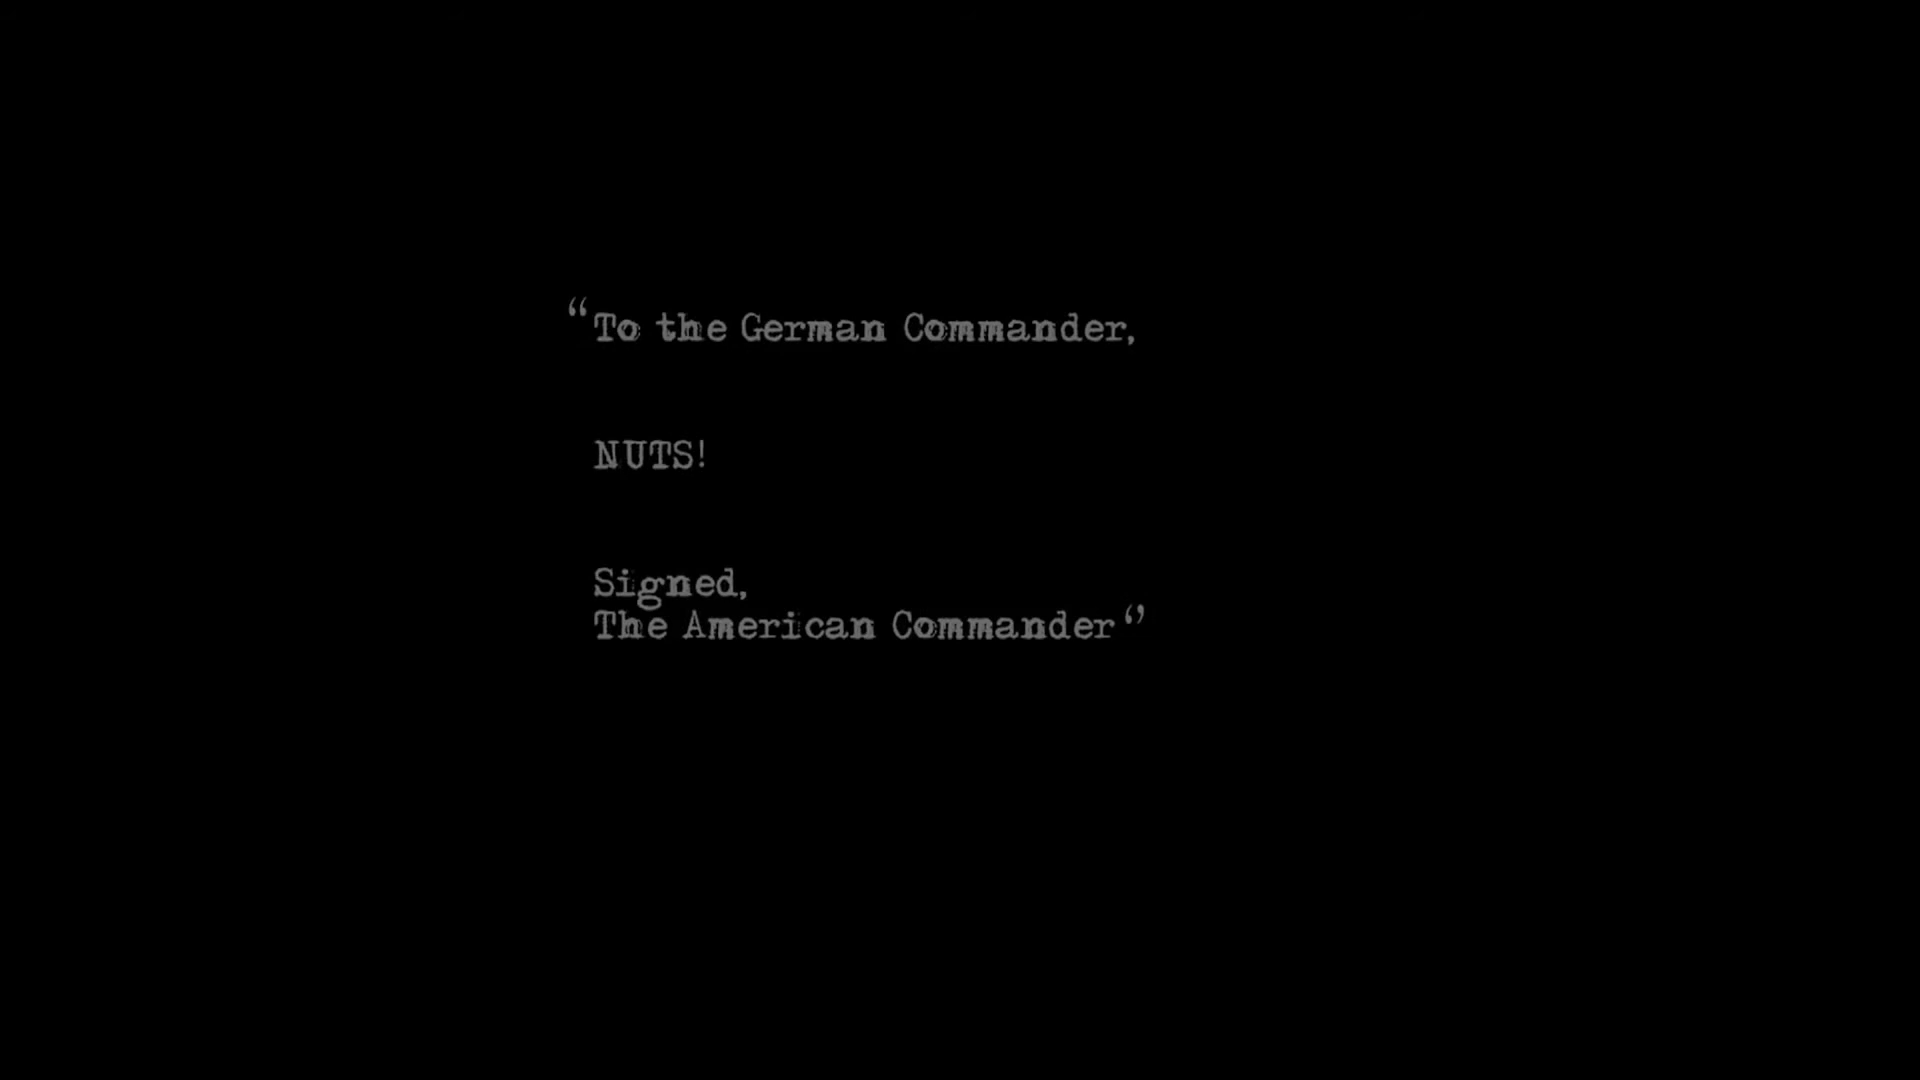 “To the German Commander,
NUTS!
Signed,
The American Commander‘’